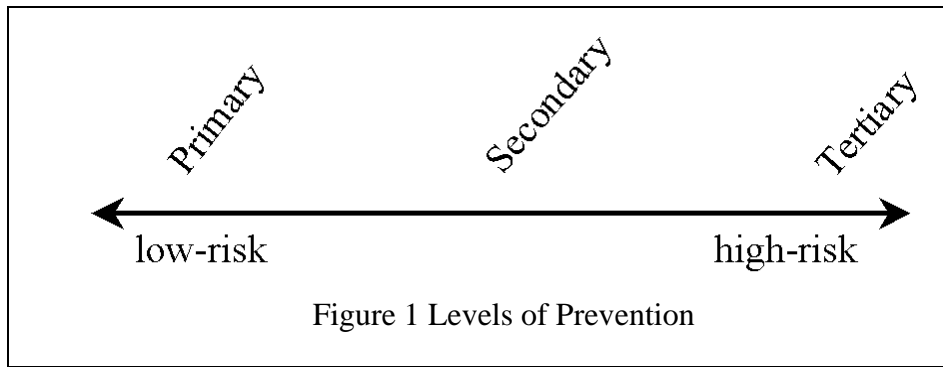 Primary
Secondary
Tertiary
low-risk
high-risk
Figure 1 Levels of Prevention